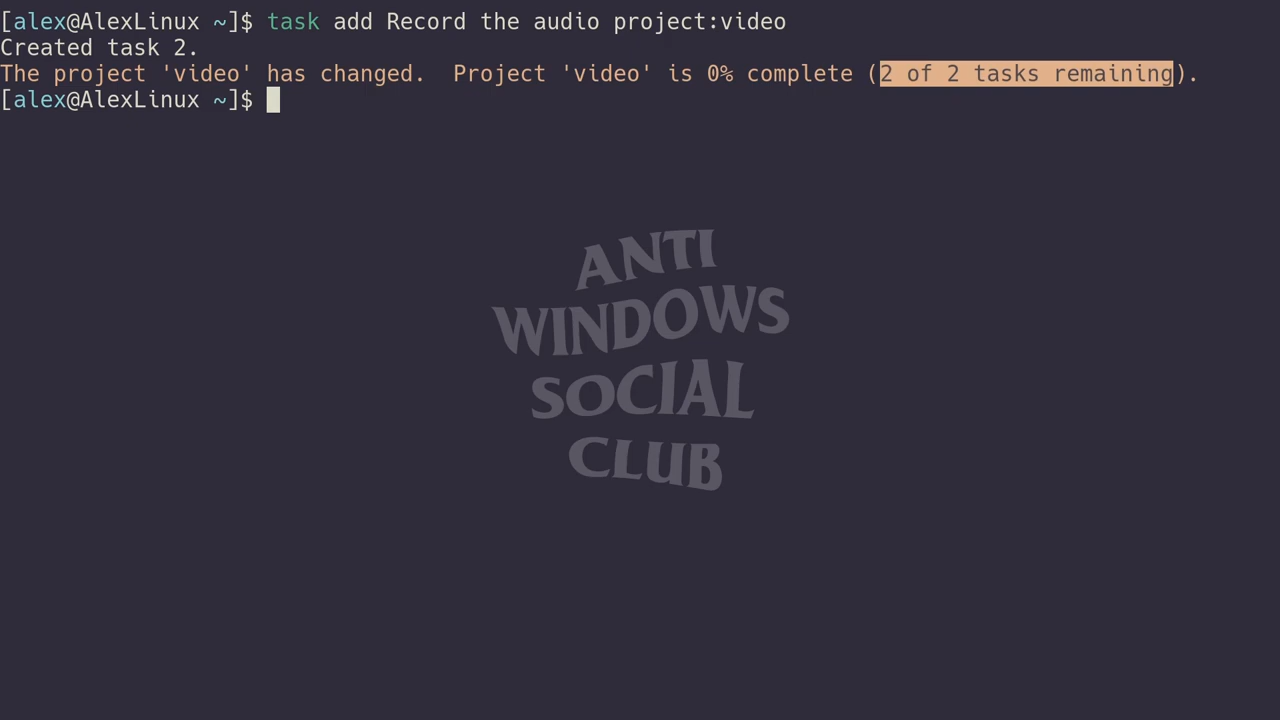 [alex@AlexLinux ~]$ task add Record the audio project:video
Created task 2.
The project 'video' has changed.  Project 'video' is 0% complete (2 of 2 tasks remaining).
[alex@AlexLinux ~]$
ANTI
WINDOWS
SOCIAL
CLUB